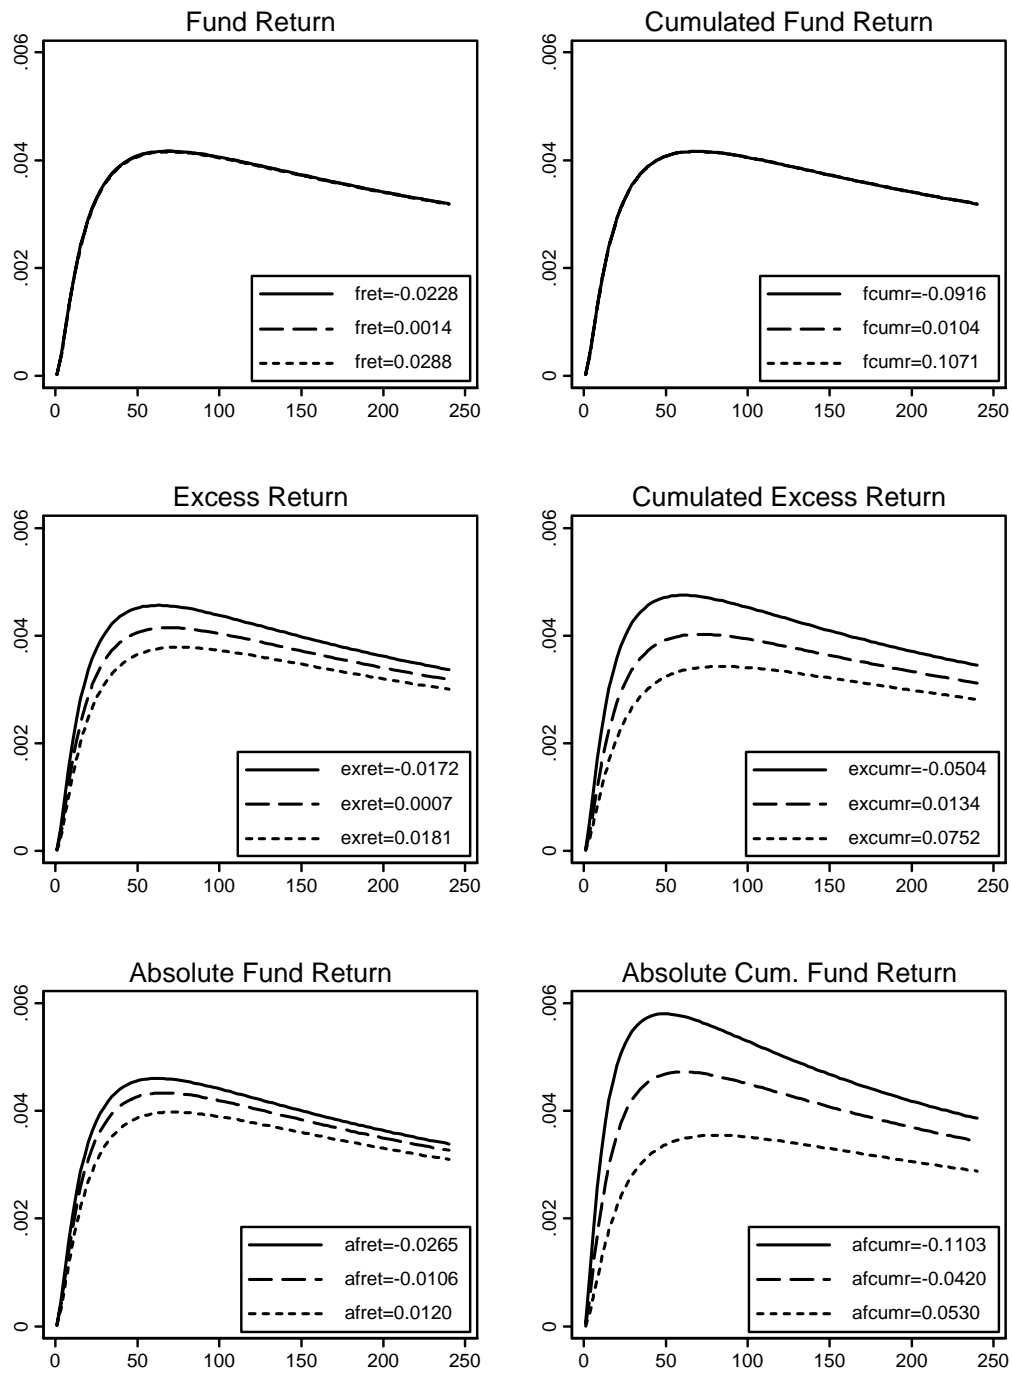 Fund Return
.006
.004
.002
0
fret=-0.0228
fret=0.0014
fret=0.0288
0 50 100 150 200 250
Cumulated Fund Return
.006
.004
.002
0
fcumr=-0.0916
fcumr=0.0104
fcumr=0.1071
0 50 100 150 200 250
Excess Return
.006
.004
.002
0
exret=-0.0172
exret=0.0007
exret=0.0181
0 50 100 150 200 250
Cumulated Excess Return
.006
.004
.002
0
excumr=-0.0504
excumr=0.0134
excumr=0.0752
0 50 100 150 200 250
Absolute Fund Return
.006
.004
.002
0
afret=-0.0265
afret=-0.0106
afret=0.0120
0 50 100 150 200 250
Absolute Cum. Fund Return
.006
.004
.002
0
afcumr=-0.1103
afcumr=-0.0420
afcumr=0.0530
0 50 100 150 200 250